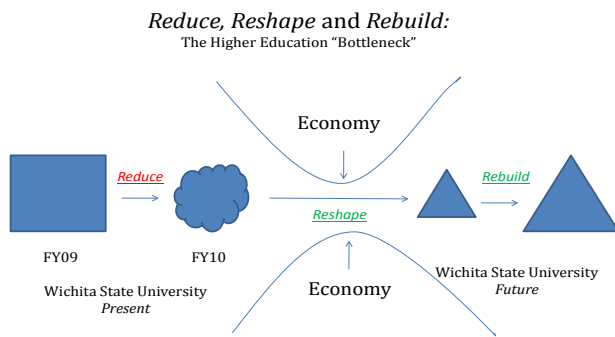 Reduce, Reshape and Rebuild:
The Higher Education “Bottleneck”
Economy
Reduce
Rebuild
Reshape
FY09
FY10
Wichita State University
Present
Economy
Wichita State University
Future